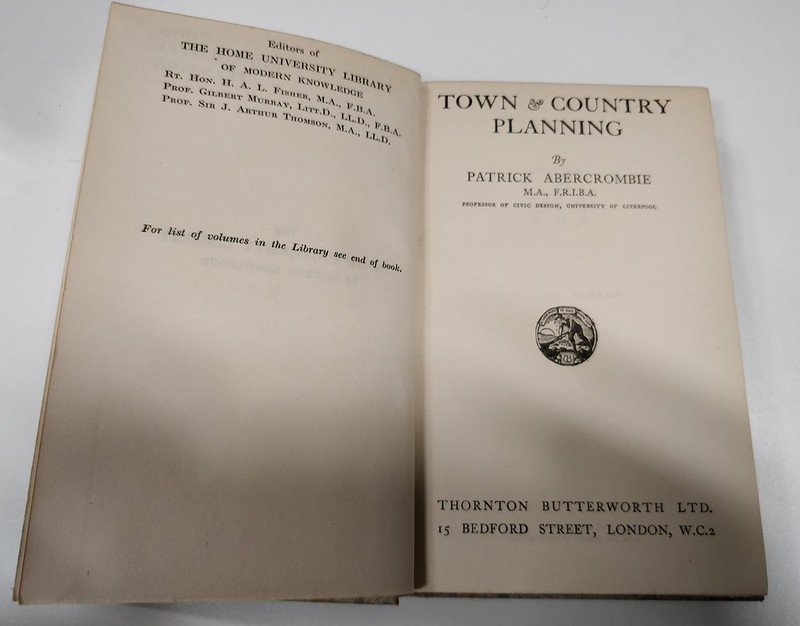 Editors of
THE HOME UNIVERSITY LIBRARY
OF MODERN KNOWLEDGE
RT. HON. H. A. L. FISHER, M.A., F.B.A.
PROF. GILBERT MURRAY, LITT.D., LL.D., F.B.A.
PROF. SIR J. ARTHUR THOMSON, M.A., LL.D.
For list of volumes in the Library see end of book.
TOWN & COUNTRY
PLANNING
By
PATRICK ABERCROMBIE
M.A., F.R.I.B.A.
PROFESSOR OF CIVIC DESIGN, UNIVERSITY OF LIVERPOOL
THORNTON BUTTERWORTH LTD.
15 BEDFORD STREET, LONDON, W.C.2